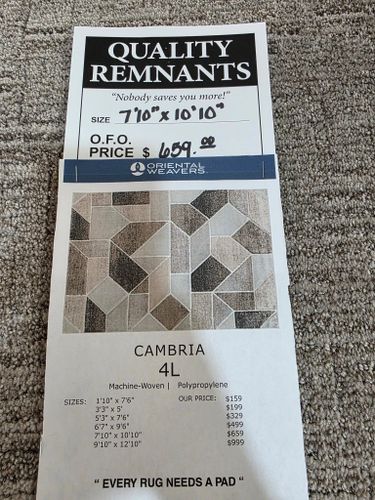 QUALITY
REMNANTS
"Nobody saves you more!"
SIZE 7'10" x 10'10"
O.F.O.
PRICE $ 659.00
ORIENTAL
WEAVERS
CAMBRIA
4L
Machine-Woven | Polypropylene
SIZES: 1'10" x 7'6" OUR PRICE: $159
3'3" x 5' $199
5'3" x 7'6" $329
6'7" x 9'6" $499
7'10" x 10'10" $659
9'10" x 12'10" $999
" EVERY RUG NEEDS A PAD "